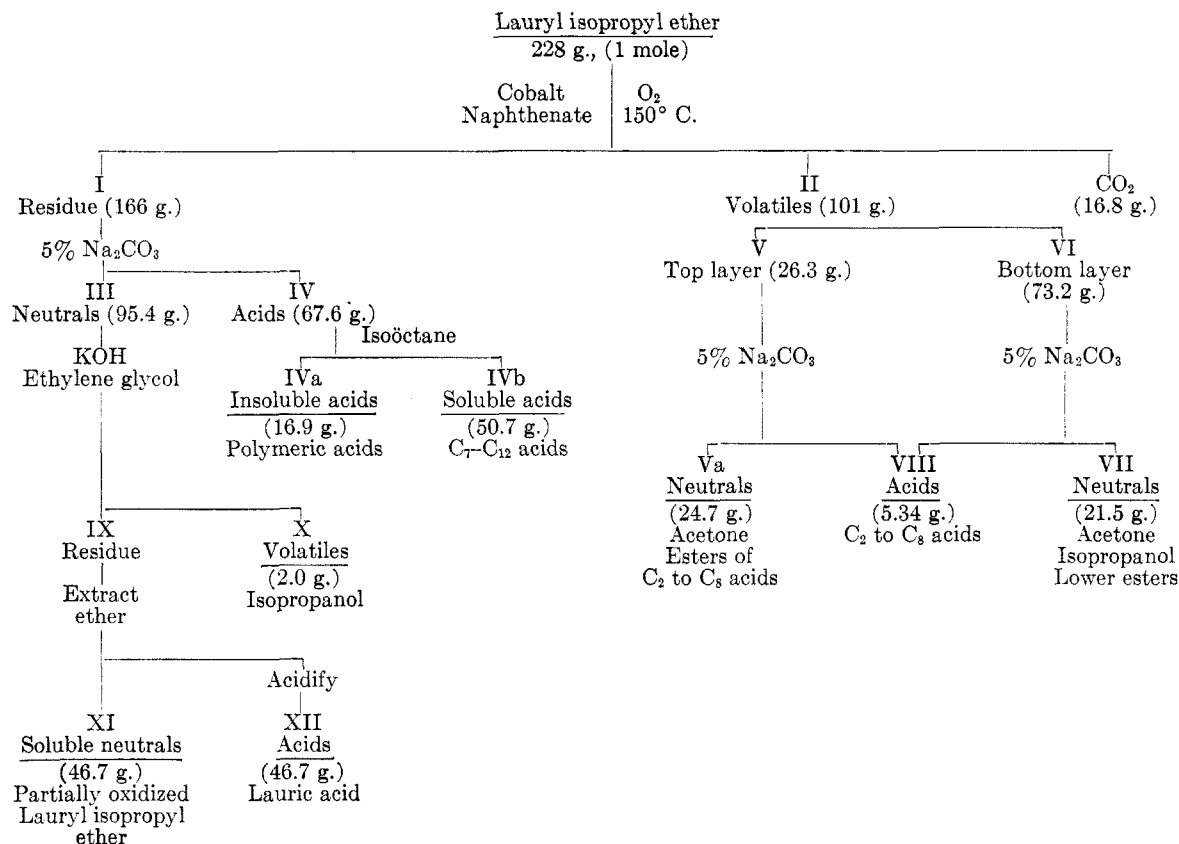 Lauryl isopropyl ether
228 g., (1 mole)
Cobalt
Naphthenate
O₂
150° C.
I
Residue (166 g.)
II
Volatiles (101 g.)
CO₂
(16.8 g.)
5% Na₂CO₃
III
Neutrals (95.4 g.)
IV
Acids (67.6 g.)
V
Top layer (26.3 g.)
VI
Bottom layer
(73.2 g.)
KOH
Ethylene glycol
Isoöctane
IVa
Insoluble acids
(16.9 g.)
Polymeric acids
IVb
Soluble acids
(50.7 g.)
C₇–C₁₂ acids
5% Na₂CO₃
5% Na₂CO₃
Va
Neutrals
(24.7 g.)
Acetone
Esters of
C₂ to C₈ acids
VIII
Acids
(5.34 g.)
C₂ to C₈ acids
VII
Neutrals
(21.5 g.)
Acetone
Isopropanol
Lower esters
IX
Residue
X
Volatiles
(2.0 g.)
Isopropanol
Extract
ether
Acidify
XI
Soluble neutrals
(46.7 g.)
Partially oxidized
Lauryl isopropyl
ether
XII
Acids
(46.7 g.)
Lauric acid